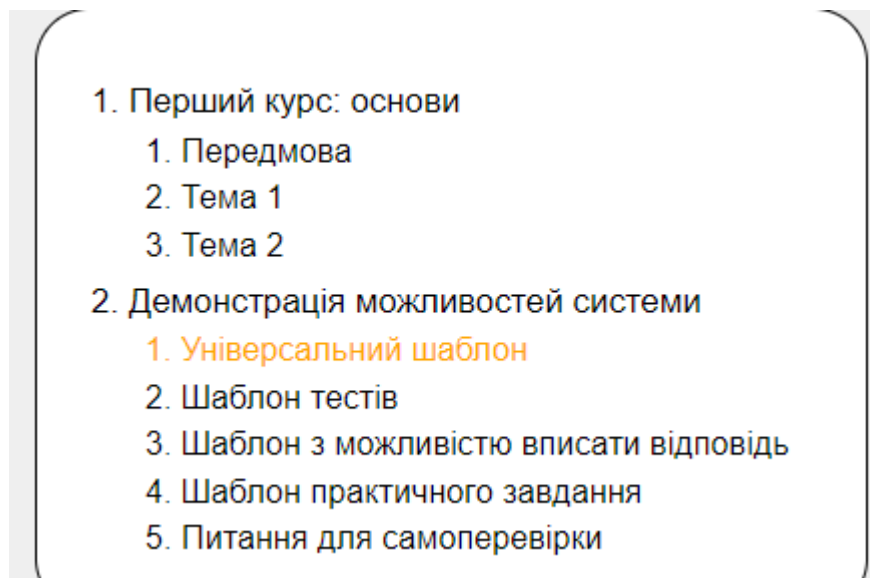 1. Перший курс: основи
1. Передмова
2. Тема 1
3. Тема 2
2. Демонстрація можливостей системи
1. Універсальний шаблон
2. Шаблон тестів
3. Шаблон з можливістю вписати відповідь
4. Шаблон практичного завдання
5. Питання для самоперевірки